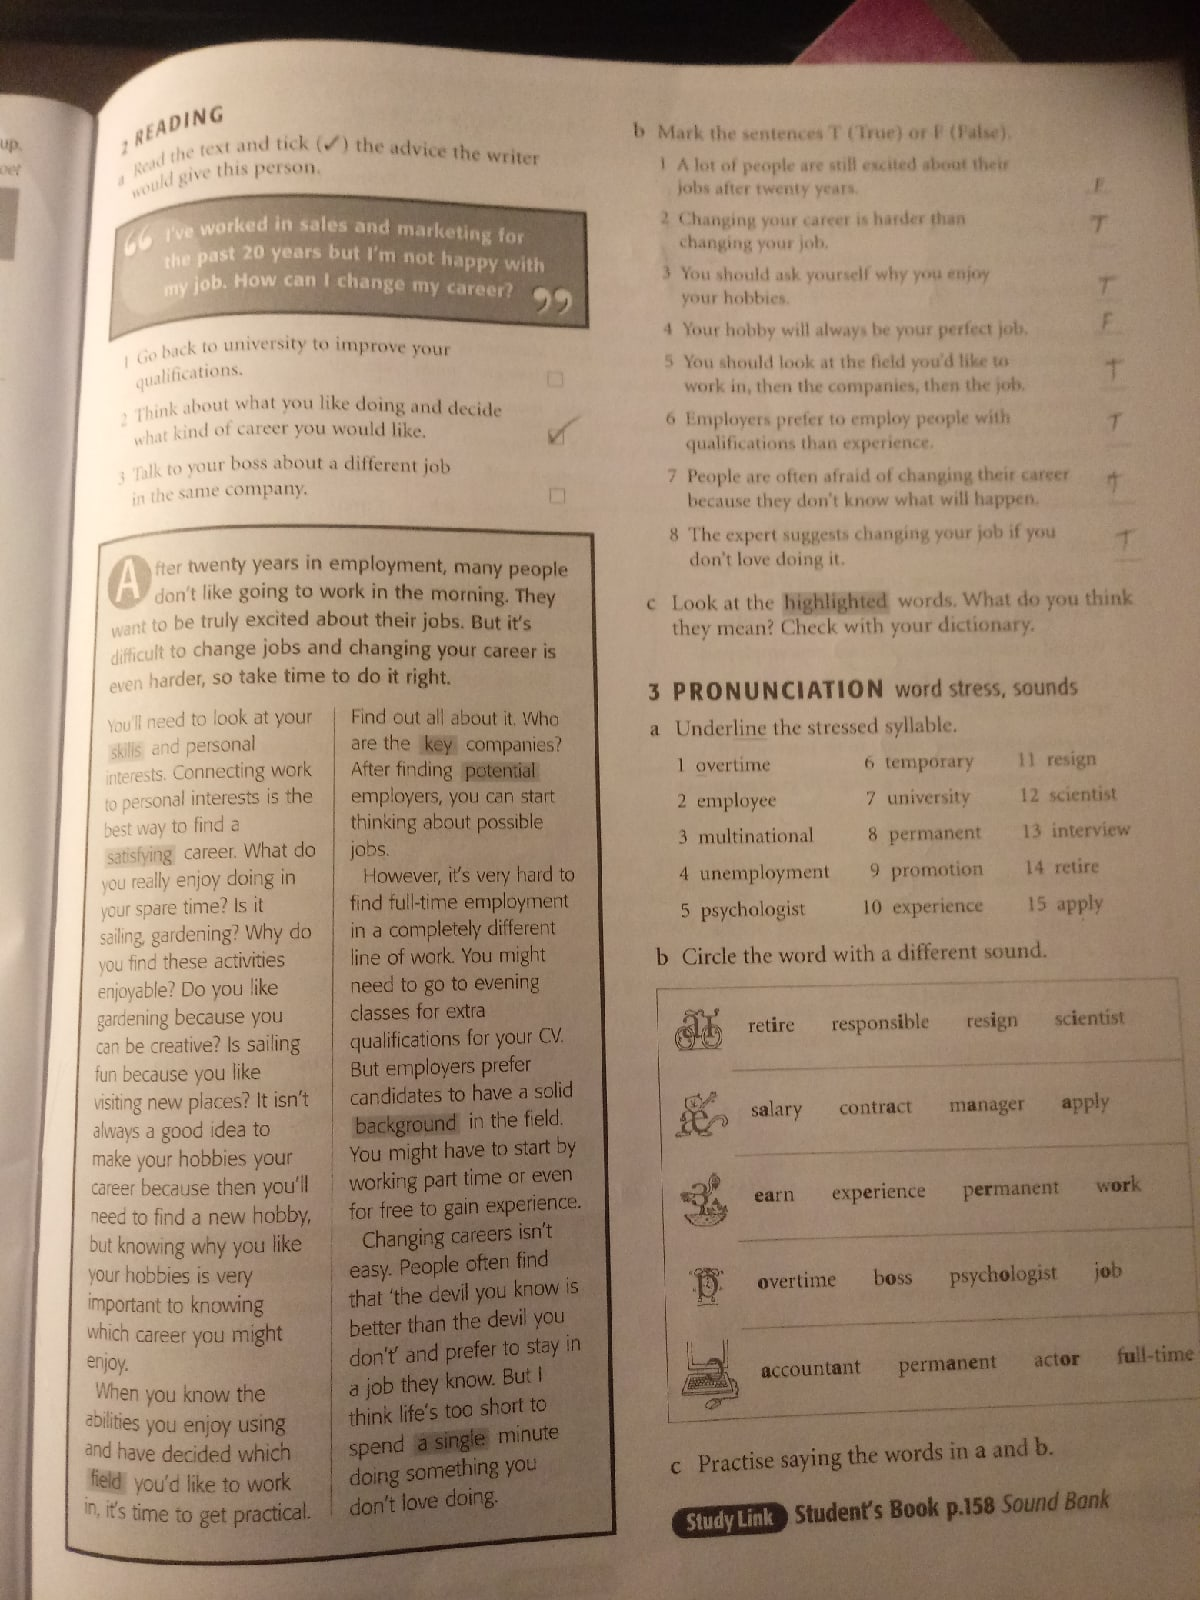 up.
2 READING
a Read the text and tick (✓) the advice the writer
would give this person.
“ I've worked in sales and marketing for
the past 20 years but I'm not happy with
my job. How can I change my career? ”
1 Go back to university to improve your
qualifications. □
2 Think about what you like doing and decide
what kind of career you would like. ✓
3 Talk to your boss about a different job
in the same company. □
After twenty years in employment, many people
don't like going to work in the morning. They
want to be truly excited about their jobs. But it's
difficult to change jobs and changing your career is
even harder, so take time to do it right.
You'll need to look at your
skills and personal
interests. Connecting work
to personal interests is the
best way to find a
satisfying career. What do
you really enjoy doing in
your spare time? Is it
sailing, gardening? Why do
you find these activities
enjoyable? Do you like
gardening because you
can be creative? Is sailing
fun because you like
visiting new places? It isn't
always a good idea to
make your hobbies your
career because then you'll
need to find a new hobby,
but knowing why you like
your hobbies is very
important to knowing
which career you might
enjoy.
When you know the
abilities you enjoy using
and have decided which
field you'd like to work
in, it's time to get practical.
Find out all about it. Who
are the key companies?
After finding potential
employers, you can start
thinking about possible
jobs.
However, it's very hard to
find full-time employment
in a completely different
line of work. You might
need to go to evening
classes for extra
qualifications for your CV.
But employers prefer
candidates to have a solid
background in the field.
You might have to start by
working part time or even
for free to gain experience.
Changing careers isn't
easy. People often find
that 'the devil you know is
better than the devil you
don't' and prefer to stay in
a job they know. But I
think life's too short to
spend a single minute
doing something you
don't love doing.
b Mark the sentences T (True) or F (False).
1 A lot of people are still excited about their
jobs after twenty years. F
2 Changing your career is harder than
changing your job. T
3 You should ask yourself why you enjoy
your hobbies. T
4 Your hobby will always be your perfect job. F
5 You should look at the field you'd like to
work in, then the companies, then the job. T
6 Employers prefer to employ people with
qualifications than experience. T
7 People are often afraid of changing their career
because they don't know what will happen. T
8 The expert suggests changing your job if you
don't love doing it. T
c Look at the highlighted words. What do you think
they mean? Check with your dictionary.
3 PRONUNCIATION word stress, sounds
a Underline the stressed syllable.
1 overtime 6 temporary 11 resign
2 employee 7 university 12 scientist
3 multinational 8 permanent 13 interview
4 unemployment 9 promotion 14 retire
5 psychologist 10 experience 15 apply
b Circle the word with a different sound.
aɪ retire responsible resign scientist
æ salary contract manager apply
ɜː earn experience permanent work
ɒ overtime boss psychologist job
ə accountant permanent actor full-time
c Practise saying the words in a and b.
Study Link Student's Book p.158 Sound Bank